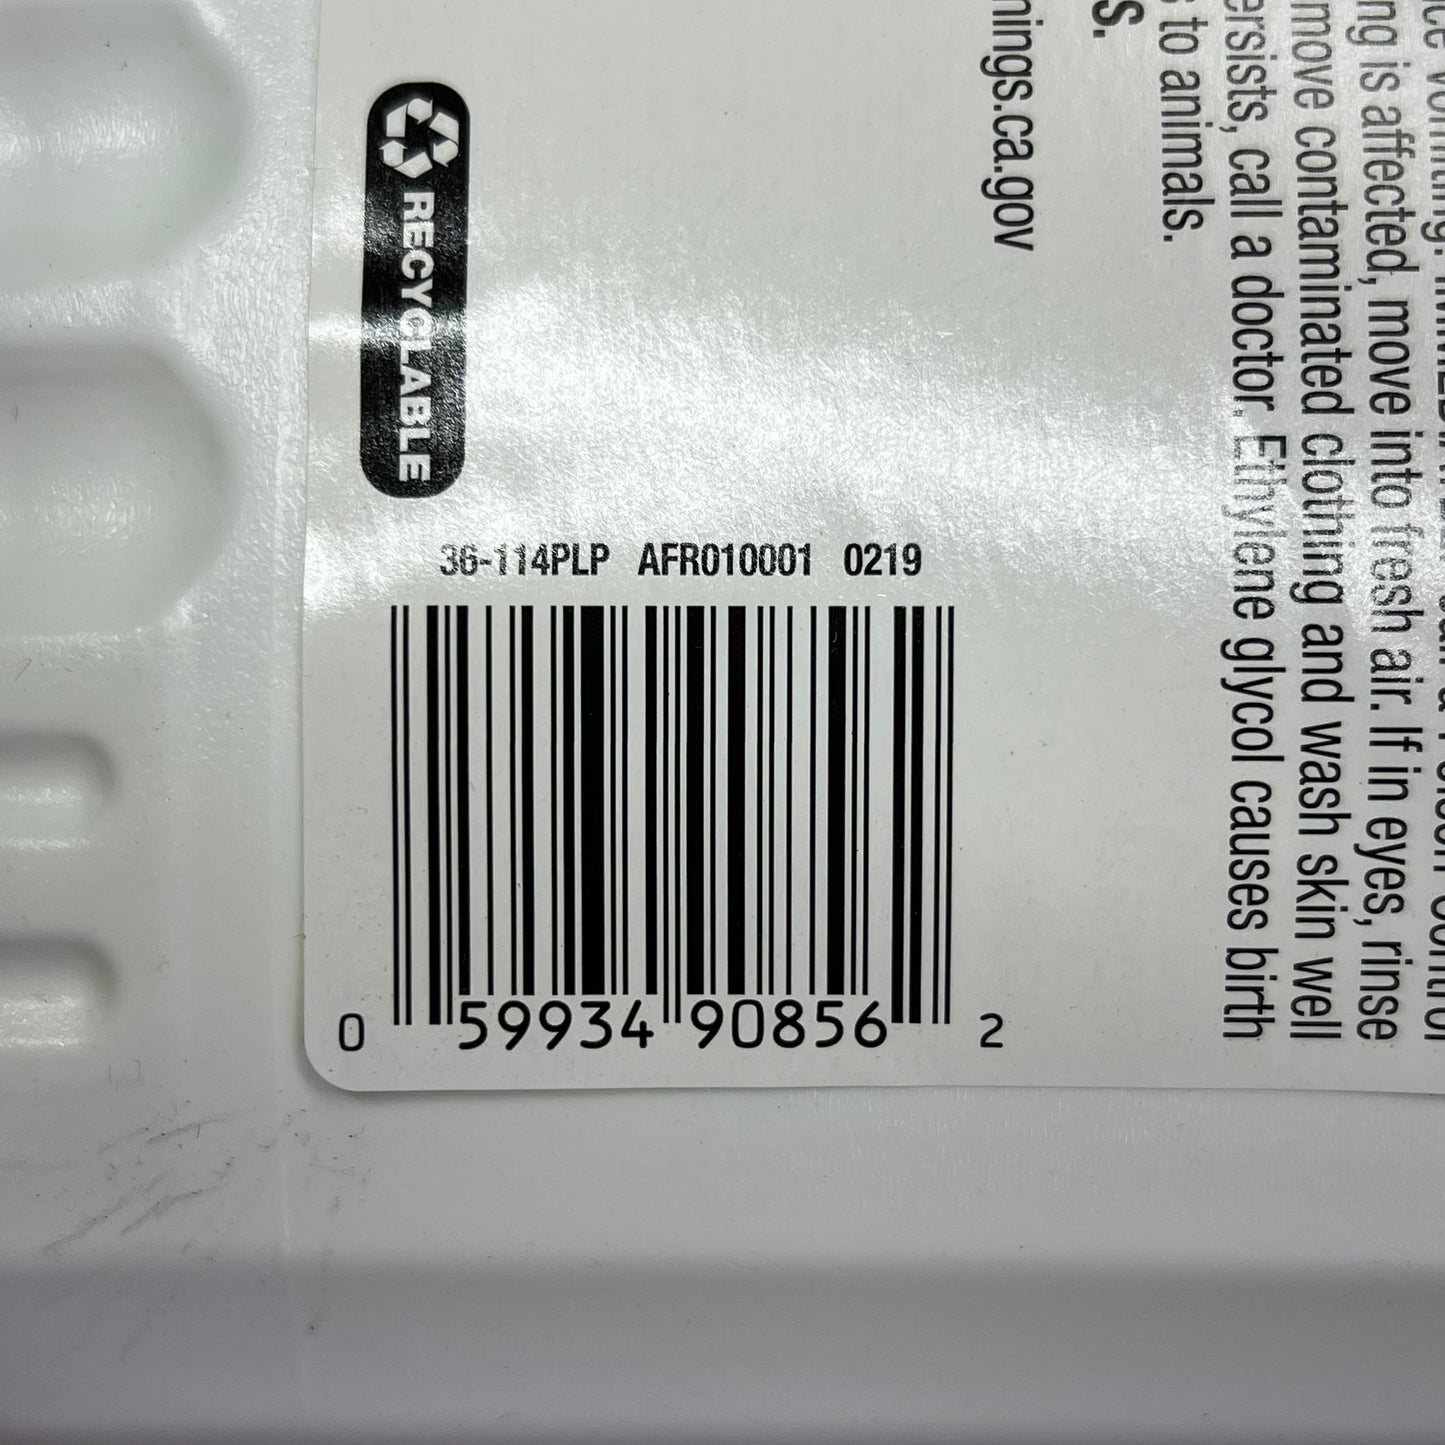 RECYCLABLE
36-114PLP AFR010001 0219
0 59934 90856 2
ng is affected, move into fresh air. If in eyes, rinse
move contaminated clothing and wash skin well
ersists, call a doctor. Ethylene glycol causes birth
s to animals.
s.
nings.ca.gov